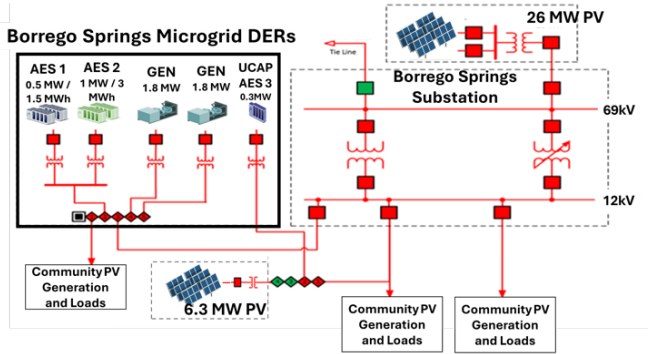 26 MW PV
Borrego Springs Microgrid DERs
Tie Line
AES 1
0.5 MW /
1.5 MWh
AES 2
1 MW / 3
MWh
GEN
1.8 MW
GEN
1.8 MW
UCAP
AES 3
0.3MW
Borrego Springs
Substation
69kV
12kV
Community PV
Generation
and Loads
6.3 MW PV
Community PV
Generation
and Loads
Community PV
Generation
and Loads